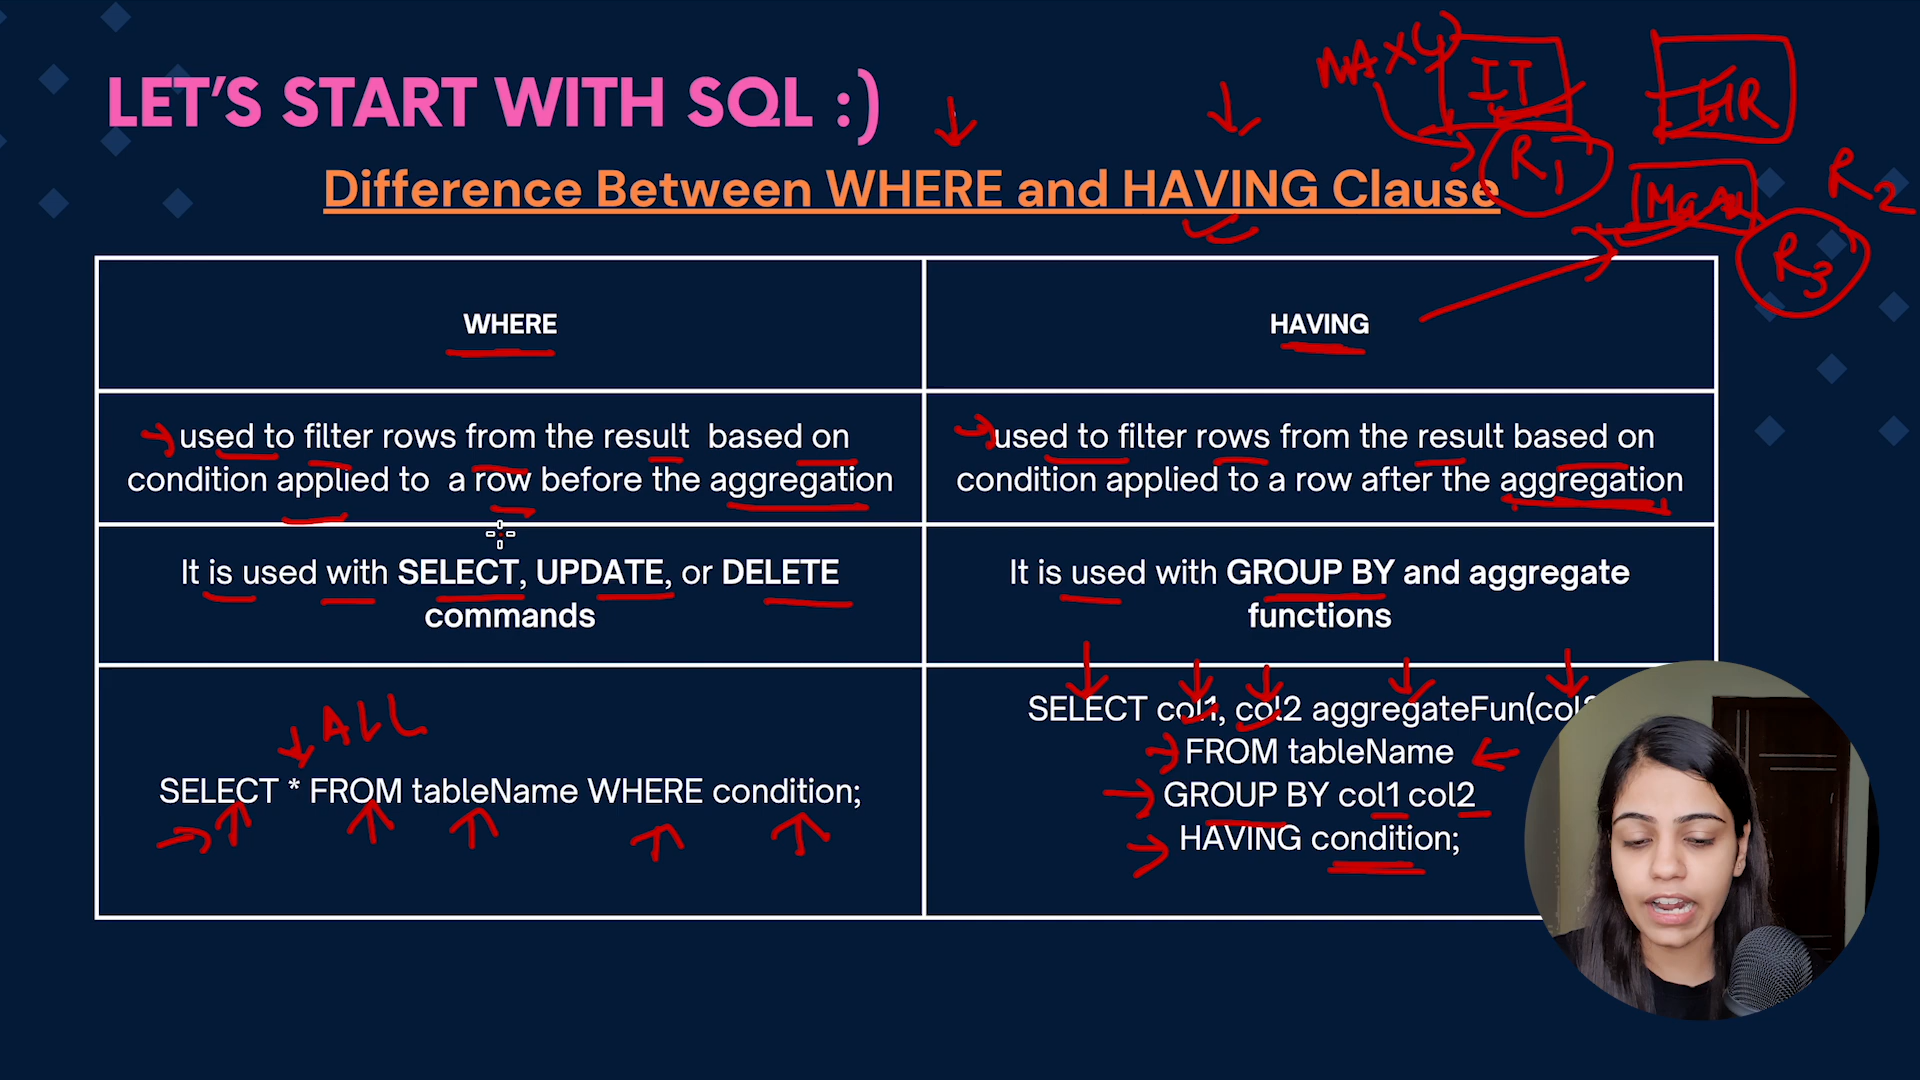 LET'S START WITH SQL :)
Difference Between WHERE and HAVING Clause
MAX()
IT
HR
R1
R2
R3
WHERE
HAVING
used to filter rows from the result based on
condition applied to a row before the aggregation
used to filter rows from the result based on
condition applied to a row after the aggregation
It is used with SELECT, UPDATE, or DELETE
commands
It is used with GROUP BY and aggregate
functions
ALL
SELECT * FROM tableName WHERE condition;
SELECT col1, col2 aggregateFun(col
FROM tableName
GROUP BY col1 col2
HAVING condition;